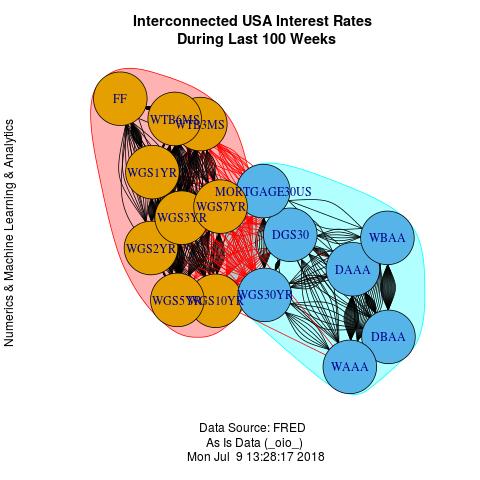 Interconnected USA Interest Rates
During Last 100 Weeks
Numerics & Machine Learning & Analytics
FF
WTB6MS
WTB3MS
WGS1YR
MORTGAGE30US
WGS7YR
WGS3YR
DGS30
WBAA
WGS2YR
DAAA
WGS30YR
WGS5YR
WGS10YR
DBAA
WAAA
Data Source: FRED
As Is Data (_oio_)
Mon Jul 9 13:28:17 2018